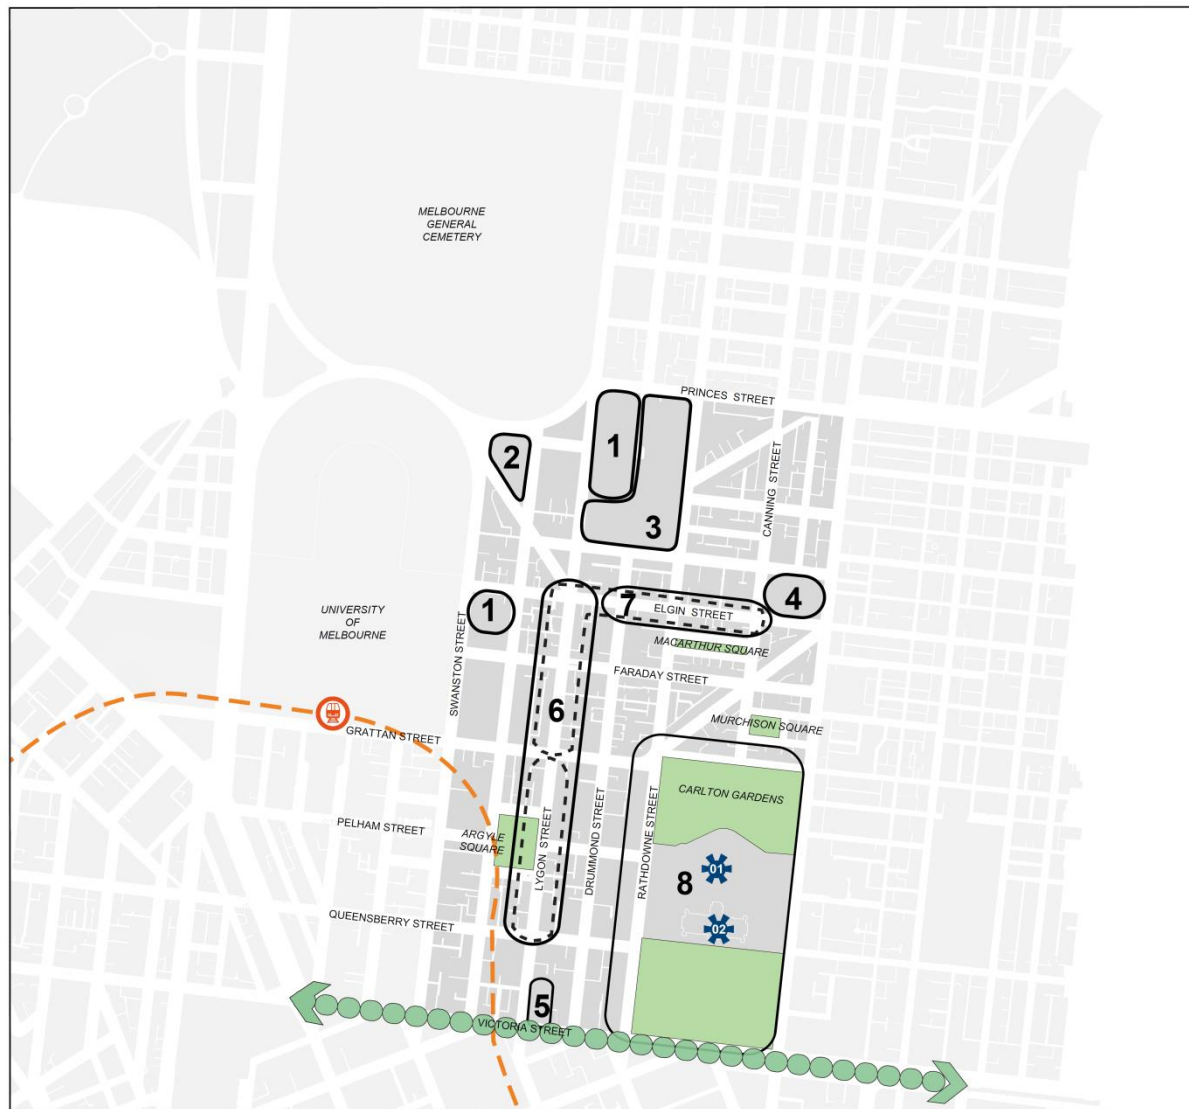 MELBOURNE
GENERAL
CEMETERY
PRINCES STREET
1
2
CANNING STREET
3
4
7
ELGIN STREET
1
UNIVERSITY
OF
MELBOURNE
SWANSTON STREET
MACARTHUR SQUARE
FARADAY STREET
6
MURCHISON SQUARE
GRATTAN STREET
CARLTON GARDENS
PELHAM STREET
ARGYLE
SQUARE
LYGON STREET
DRUMMOND STREET
RATHDOWNE STREET
01
8
QUEENSBERRY STREET
02
5
VICTORIA STREET